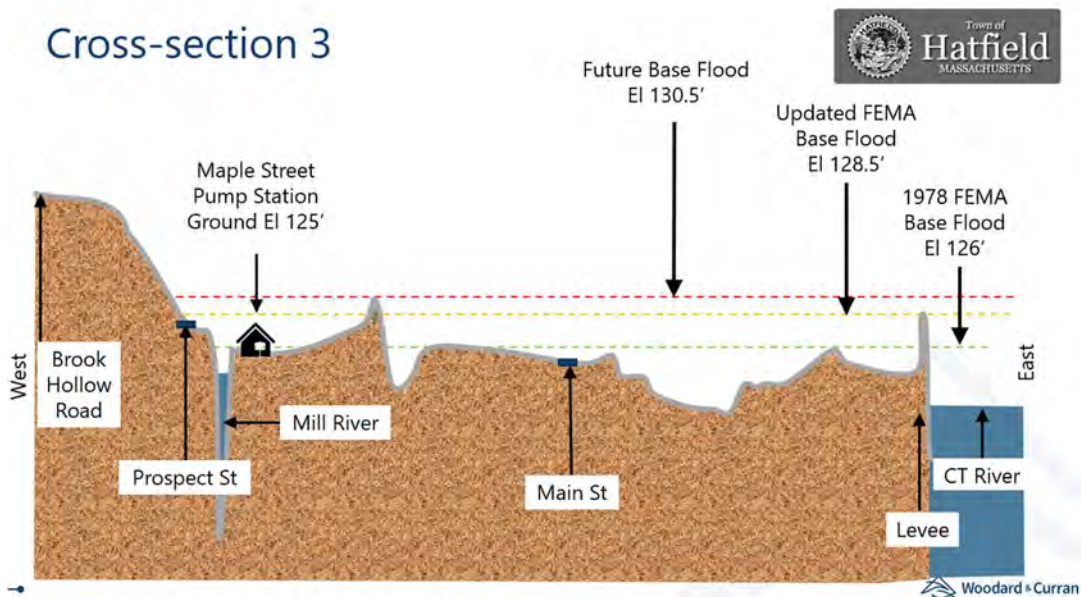 Cross-section 3
Town of
Hatfield
MASSACHUSETTS
Future Base Flood
El 130.5’
Updated FEMA
Base Flood
El 128.5’
Maple Street
Pump Station
Ground El 125’
1978 FEMA
Base Flood
El 126’
West
East
Brook
Hollow
Road
Mill River
Prospect St
Main St
CT River
Levee
Woodard & Curran